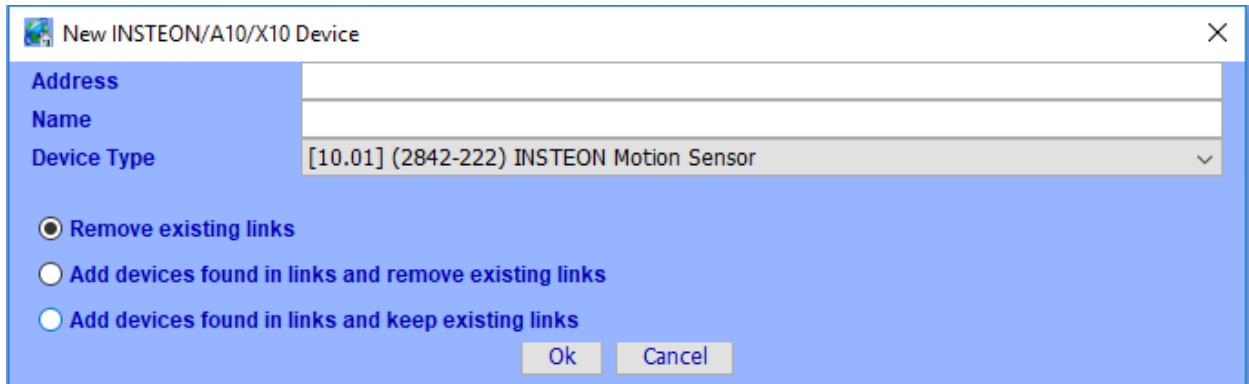 New INSTEON/A10/X10 Device
Address
Name
Device Type [10.01] (2842-222) INSTEON Motion Sensor
Remove existing links
Add devices found in links and remove existing links
Add devices found in links and keep existing links
Ok Cancel